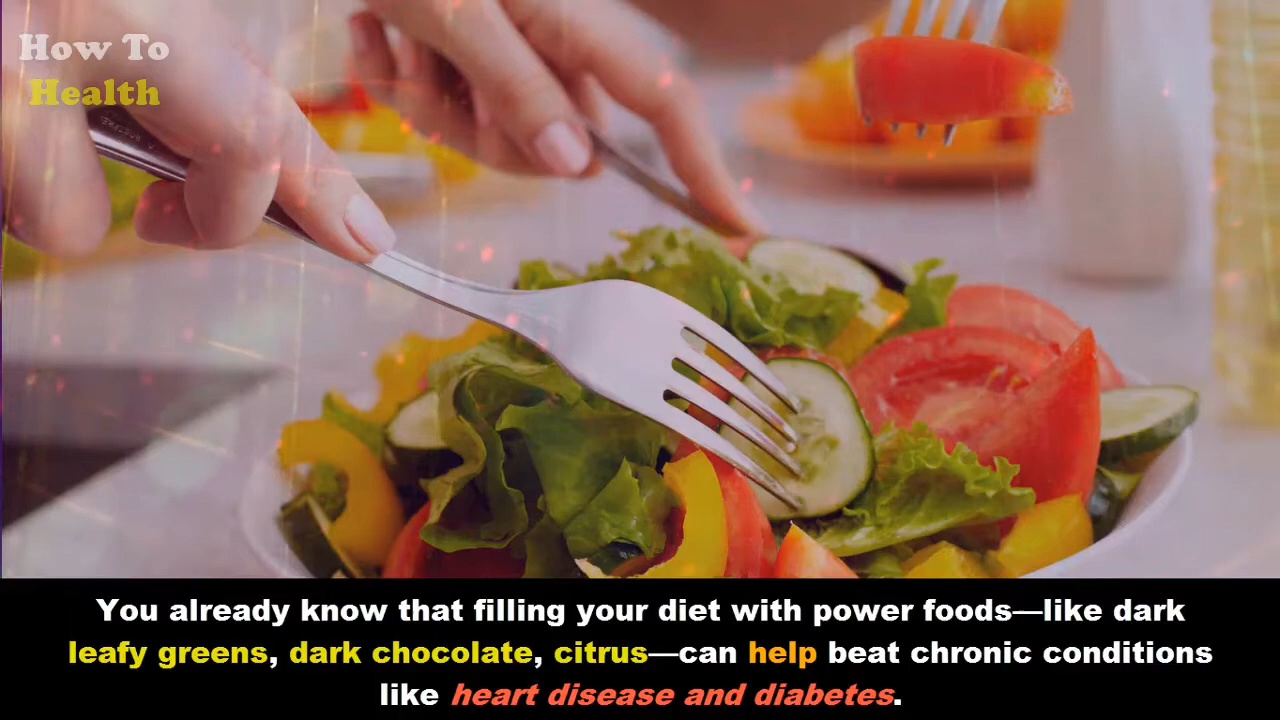 How To
Health
You already know that filling your diet with power foods—like dark
leafy greens, dark chocolate, citrus—can help beat chronic conditions
like heart disease and diabetes.